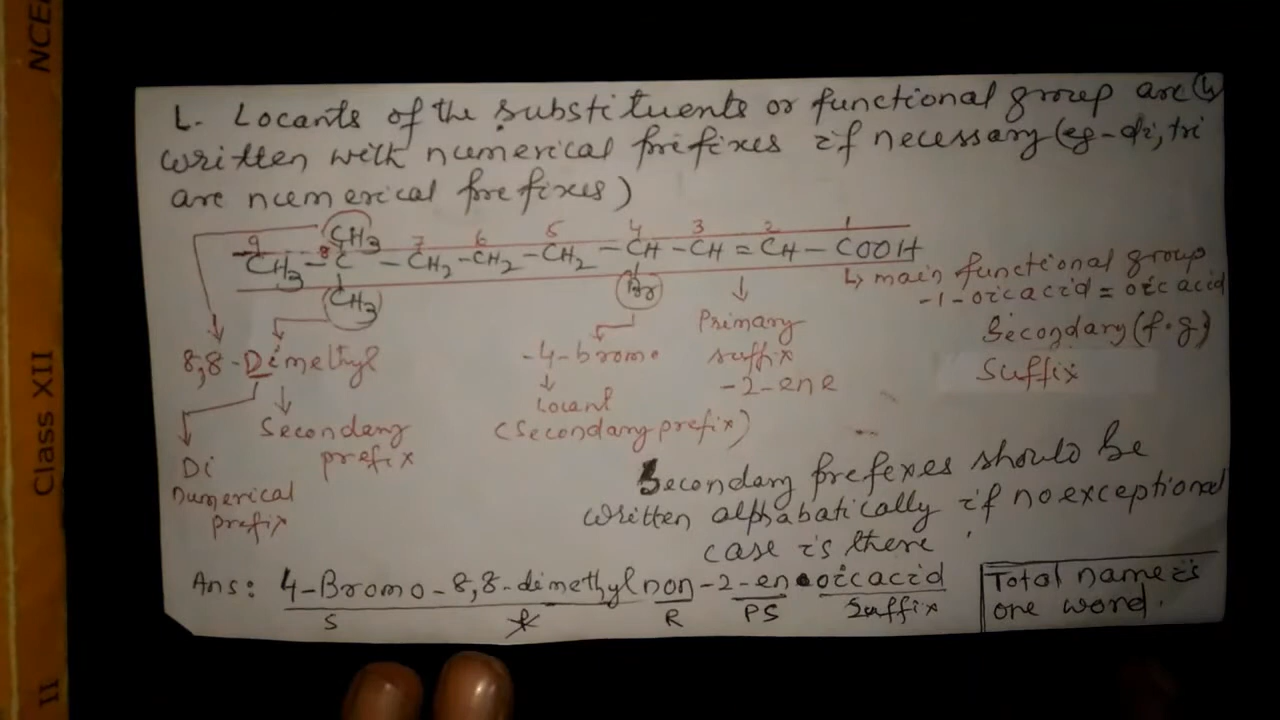 NCE
Class XII
II
L. Locants of the substituents or functional group are (4)
written with numerical prefixes if necessary (eg-di, tri
are numerical prefixes)
CH3
9 8 7 6 5 4 3 2 1
CH3 - C - CH2 - CH2 - CH2 - CH - CH = CH - COOH
CH3 Br
↳ main functional group
-1-oic acid = oic acid
Secondary (f.g)
Suffix
Primary
suffix
-2-ene
8,8-Dimethyl
-4-bromo
Locant
(Secondary prefix)
Secondary
prefix
Di
numerical
prefix
Secondary prefexes should be
written alphabatically if no exceptional
case is there
Ans: 4-Bromo-8,8-dimethylnon-2-en oic acid
S R PS Suffix
Total name is
one word.